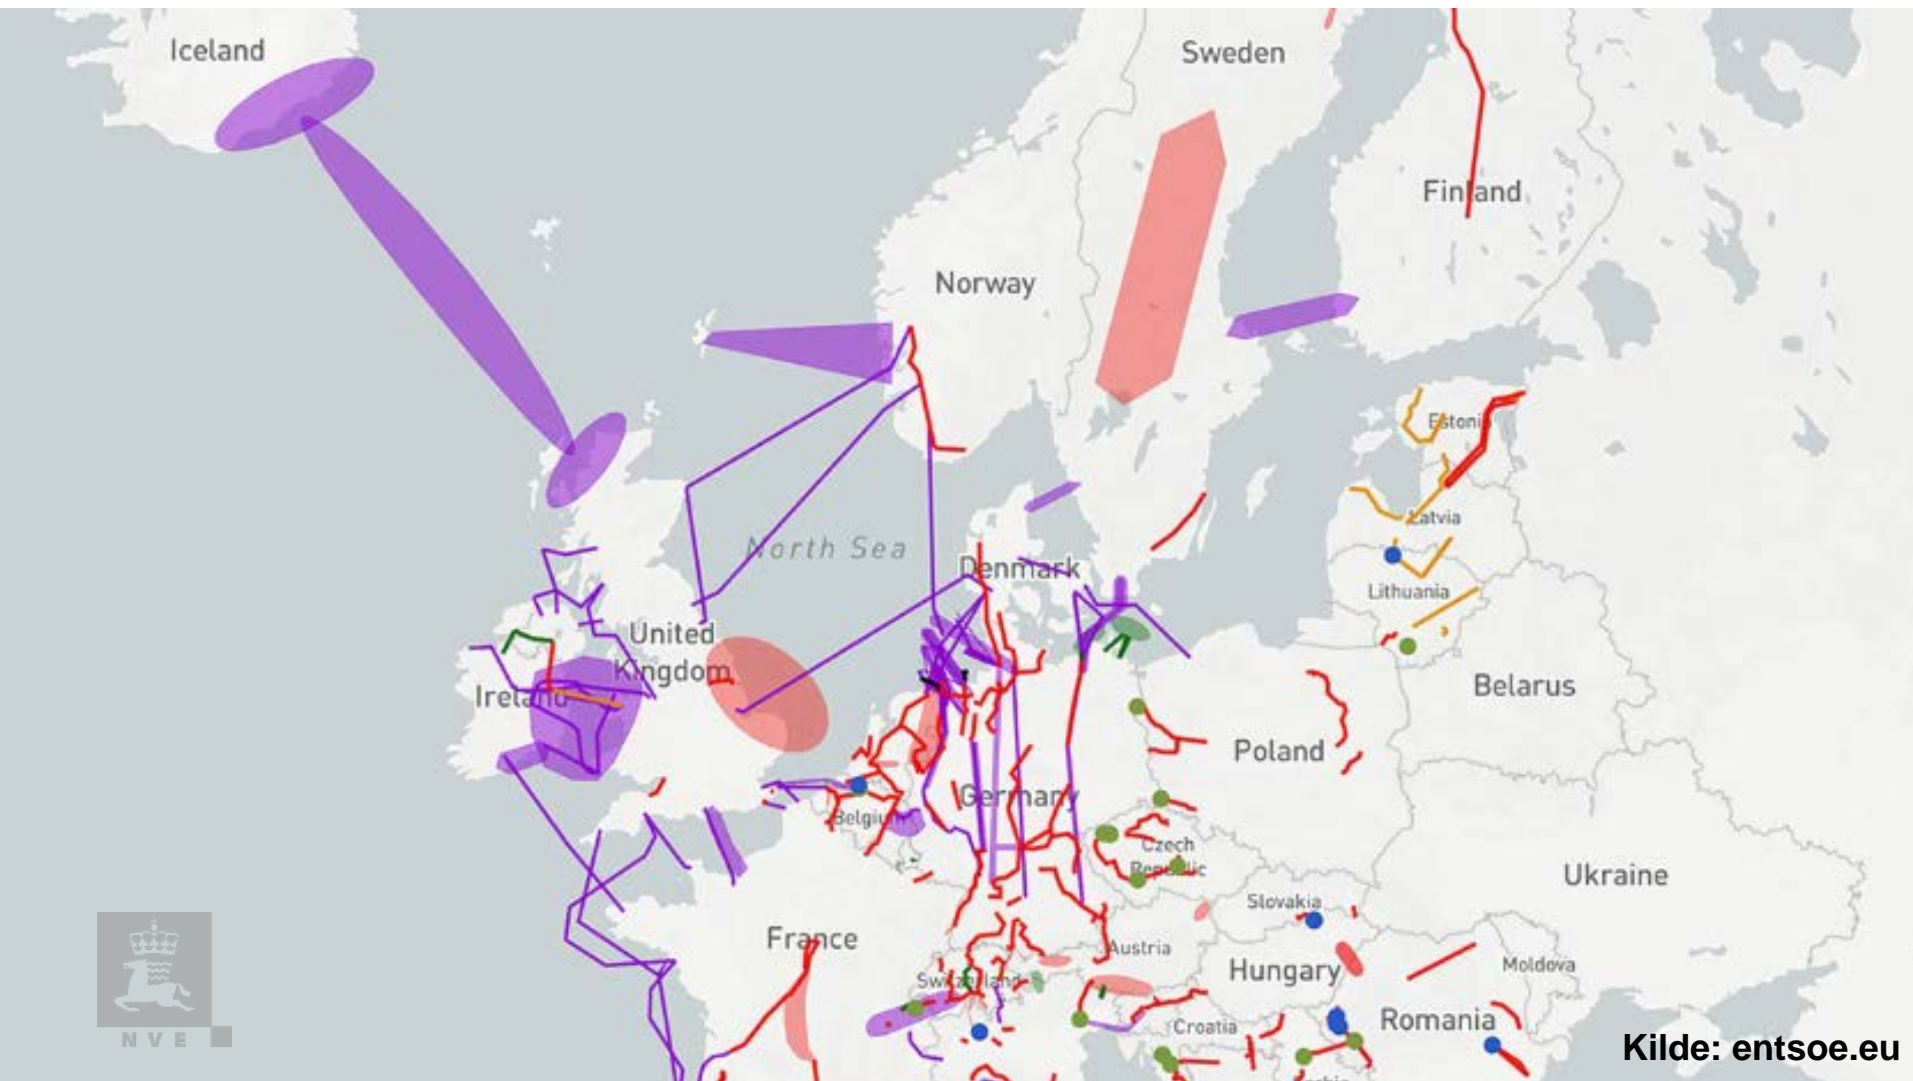 Iceland
Sweden
Finland
Norway
Estonia
Latvia
North Sea
Denmark
Lithuania
United
Kingdom
Ireland
Belarus
Poland
Germany
Belgium
Czech
Republic
Ukraine
Slovakia
France
Austria
Hungary
Moldova
Switzerland
Romania
Croatia
NVE
Kilde: entsoe.eu